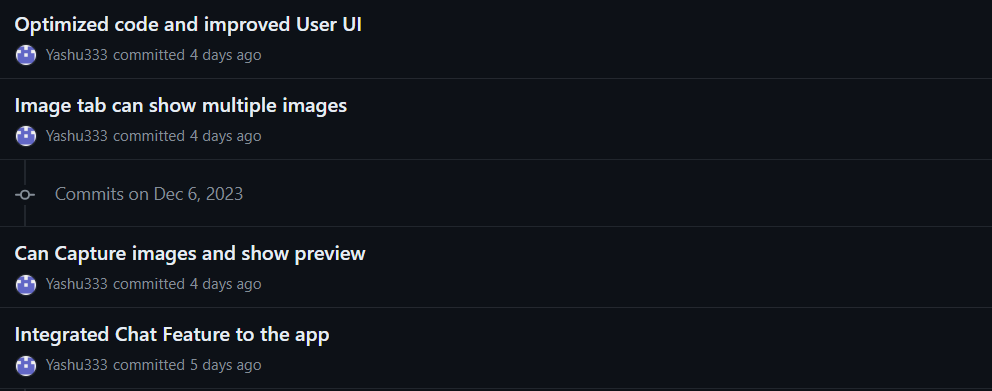 Optimized code and improved User UI
Yashu333 committed 4 days ago
Image tab can show multiple images
Yashu333 committed 4 days ago
Commits on Dec 6, 2023
Can Capture images and show preview
Yashu333 committed 4 days ago
Integrated Chat Feature to the app
Yashu333 committed 5 days ago